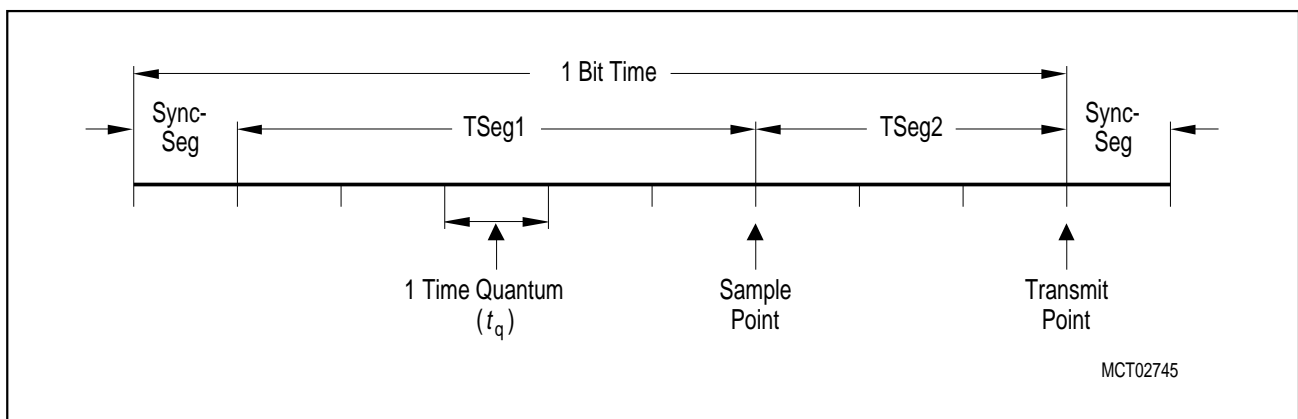 1 Bit Time
Sync-
Seg
TSeg1
TSeg2
Sync-
Seg
1 Time Quantum
(tq)
Sample
Point
Transmit
Point
MCT02745